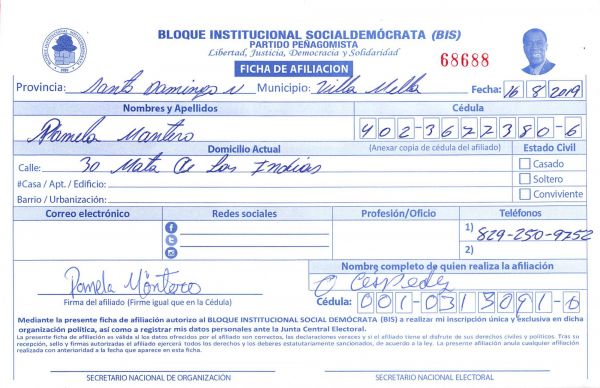 BLOQUE INSTITUCIONAL SOCIALDEMÓCRATA (BIS)
PARTIDO PEÑAGOMISTA
Libertad, Justicia, Democracia y Solidaridad
68688
FICHA DE AFILIACION
Provincia: Santo Domingo N Municipio: Villa Mella Fecha: 16 8 2019
Nombres y Apellidos Cédula
Pamela Montero 402-3622380-6
Domicilio Actual (Anexar copia de cédula del afiliado) Estado Civil
Calle: 30 Mata De Los Indios Casado
#Casa / Apt. / Edificio: Soltero
Barrio / Urbanización: Conviviente
Correo electrónico Redes sociales Profesión/Oficio Teléfonos
1) 829-250-9752
2)
Nombre completo de quien realiza la afiliación
Pamela Montero O Cespedes
Firma del afiliado (Firme igual que en la Cédula) Cédula: 001-0313091-6
Mediante la presente ficha de afiliación autorizo al BLOQUE INSTITUCIONAL SOCIAL DEMÓCRATA (BIS) a realizar mi inscripción única y exclusiva en dicha
organización política, así como a registrar mis datos personales ante la Junta Central Electoral.
La presente ficha de afiliación es válida si los datos ofrecidos por el afiliado son correctos, las declaraciones veraces y si el afiliado tiene el disfrute de sus derechos civiles y políticos. Tras su
recepción, sello y firmas autorizadas el afiliado ejercerá todos los derechos y los deberes estatutariamente sancionados, de acuerdo a la ley. La presente afiliación anula cualquier afiliación
realizada con anterioridad a la fecha que aparece en esta ficha.
SECRETARIO NACIONAL DE ORGANIZACIÓN SECRETARIO NACIONAL ELECTORAL